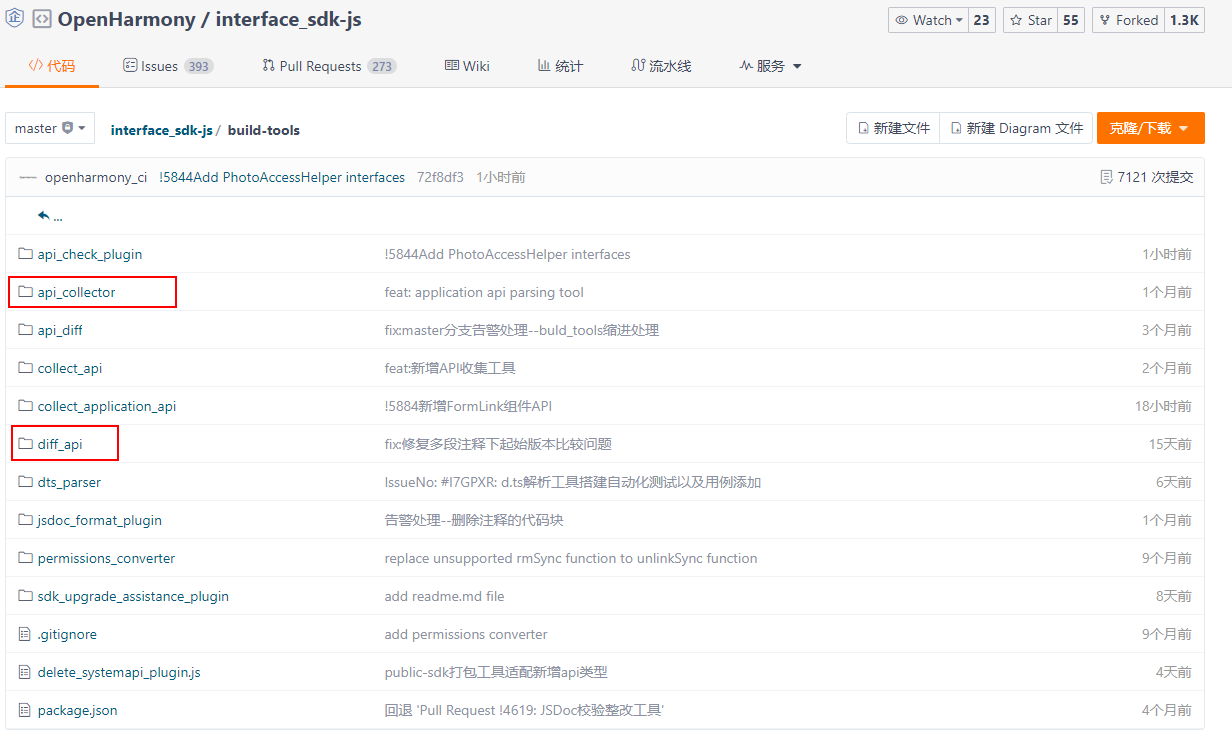 OpenHarmony / interface_sdk-js
Watch 23 Star 55 Forked 1.3K
代码 Issues 393 Pull Requests 273 Wiki 统计 流水线 服务
master interface_sdk-js / build-tools 新建文件 新建 Diagram 文件 克隆/下载
openharmony_ci !5844Add PhotoAccessHelper interfaces 72f8df3 1小时前 7121 次提交
...
api_check_plugin !5844Add PhotoAccessHelper interfaces 1小时前
api_collector feat: application api parsing tool 1个月前
api_diff fix:master分支告警处理--buld_tools缩进处理 3个月前
collect_api feat:新增API收集工具 2个月前
collect_application_api !5884新增FormLink组件API 18小时前
diff_api fix:修复多段注释下起始版本比较问题 15天前
dts_parser IssueNo: #I7GPXR: d.ts解析工具搭建自动化测试以及用例添加 6天前
jsdoc_format_plugin 告警处理--删除注释的代码块 1个月前
permissions_converter replace unsupported rmSync function to unlinkSync function 9个月前
sdk_upgrade_assistance_plugin add readme.md file 8天前
.gitignore add permissions converter 9个月前
delete_systemapi_plugin.js public-sdk打包工具适配新增api类型 4天前
package.json 回退 'Pull Request !4619: JSDoc校验整改工具' 4个月前